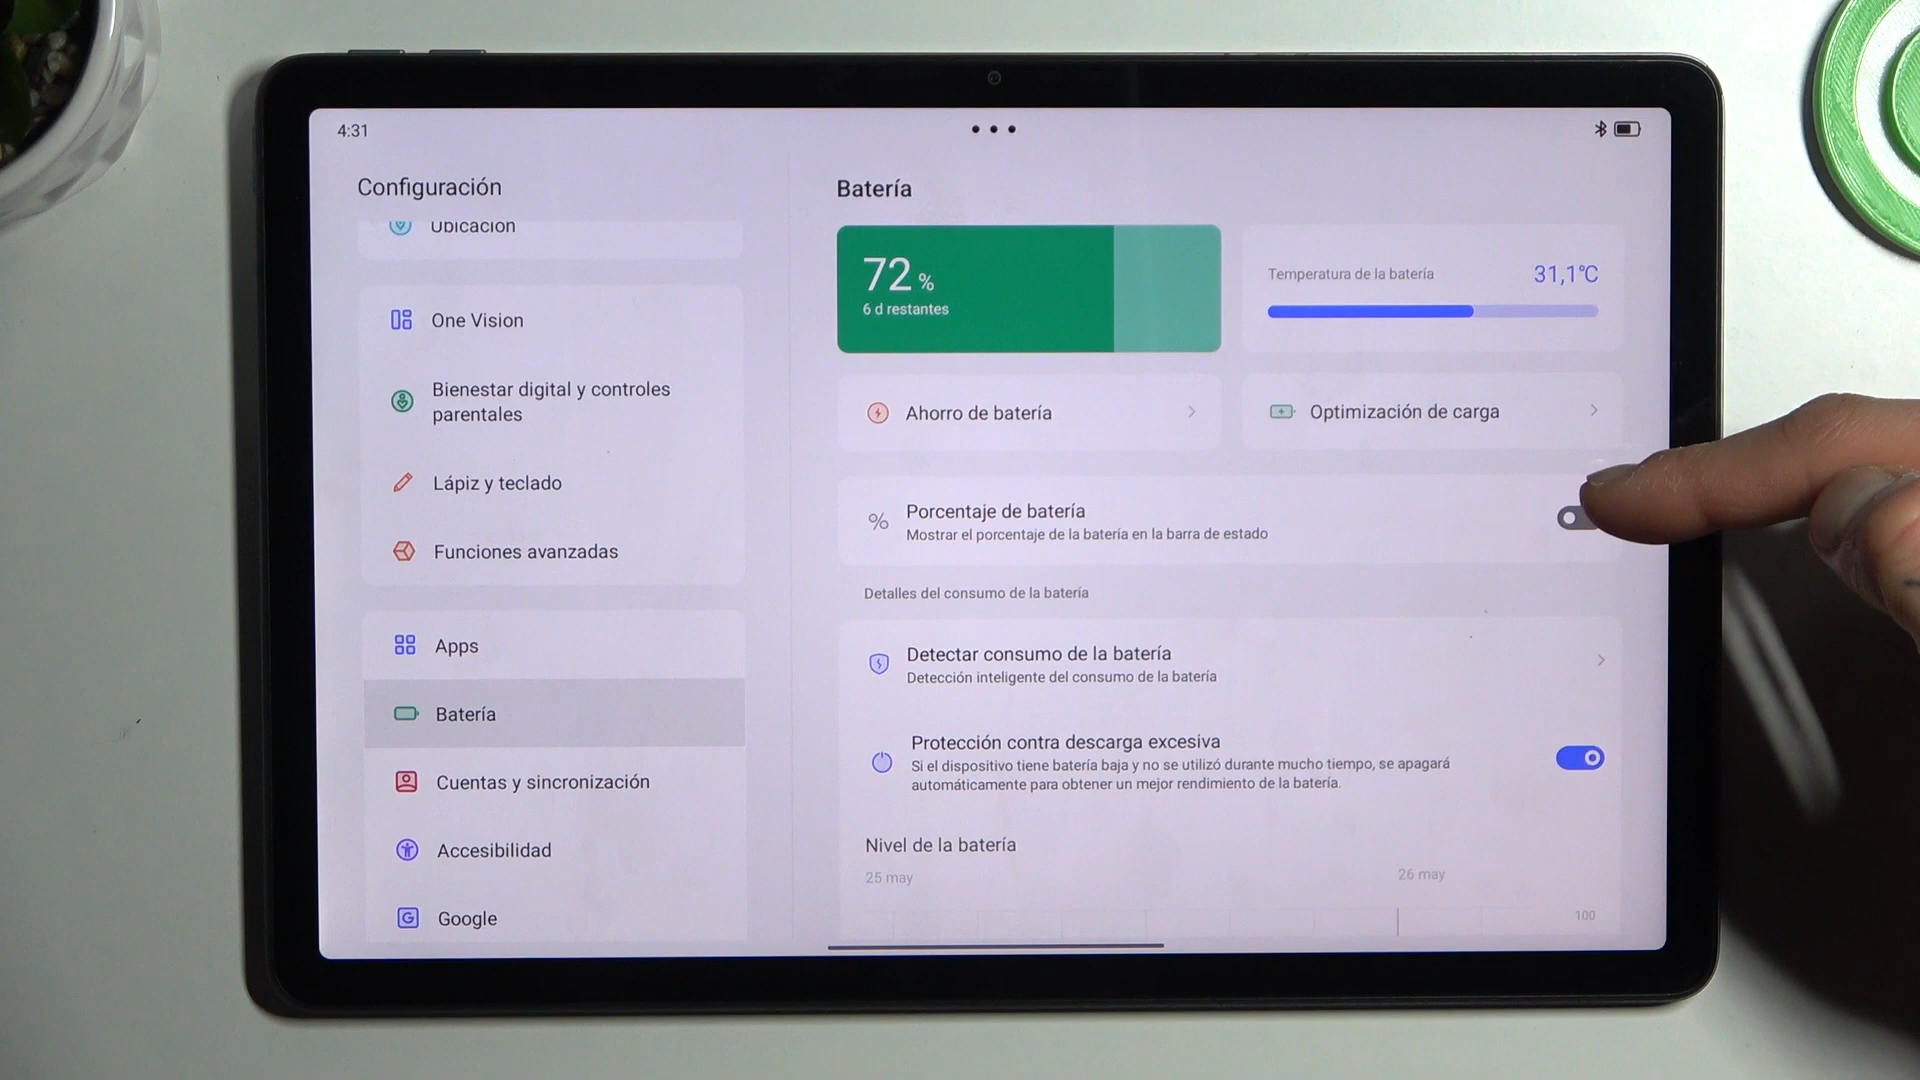 4:31
Configuración
Ubicación
One Vision
Bienestar digital y controles
parentales
Lápiz y teclado
Funciones avanzadas
Apps
Batería
Cuentas y sincronización
Accesibilidad
Google
Batería
72 %
6 d restantes
Temperatura de la batería
31,1°C
Ahorro de batería
Optimización de carga
Porcentaje de batería
Mostrar el porcentaje de la batería en la barra de estado
Detalles del consumo de la batería
Detectar consumo de la batería
Detección inteligente del consumo de la batería
Protección contra descarga excesiva
Si el dispositivo tiene batería baja y no se utilizó durante mucho tiempo, se apagará
automáticamente para obtener un mejor rendimiento de la batería.
Nivel de la batería
25 may
26 may
100